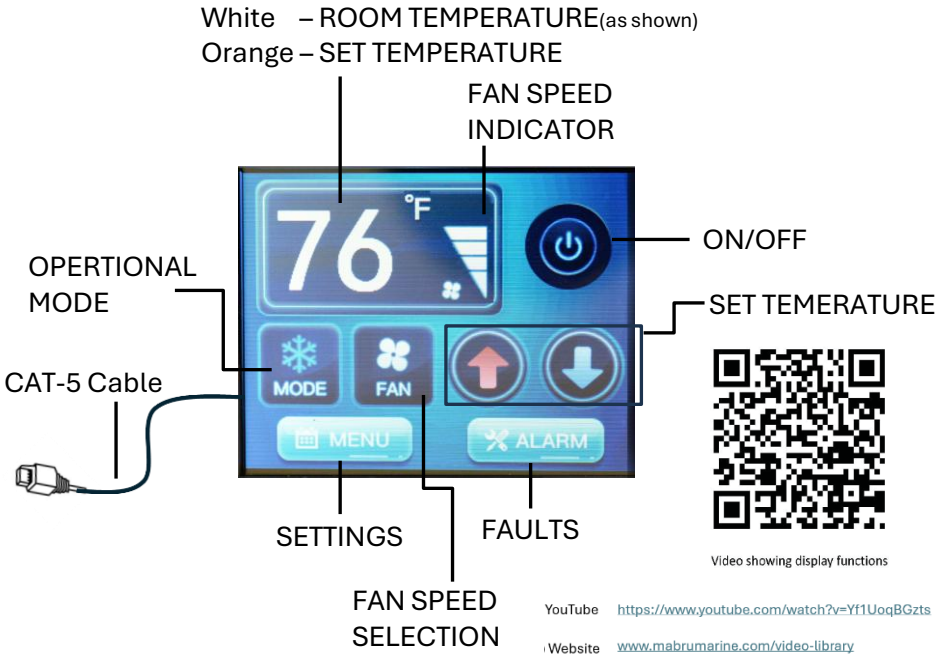 White – ROOM TEMPERATURE(as shown)
Orange – SET TEMPERATURE
FAN SPEED
INDICATOR
76 °F
ON/OFF
OPERTIONAL
MODE
SET TEMERATURE
MODE
FAN
CAT-5 Cable
MENU
ALARM
SETTINGS
FAULTS
Video showing display functions
FAN SPEED
SELECTION
YouTube https://www.youtube.com/watch?v=Yf1UoqBGzts
Website www.mabrumarine.com/video-library